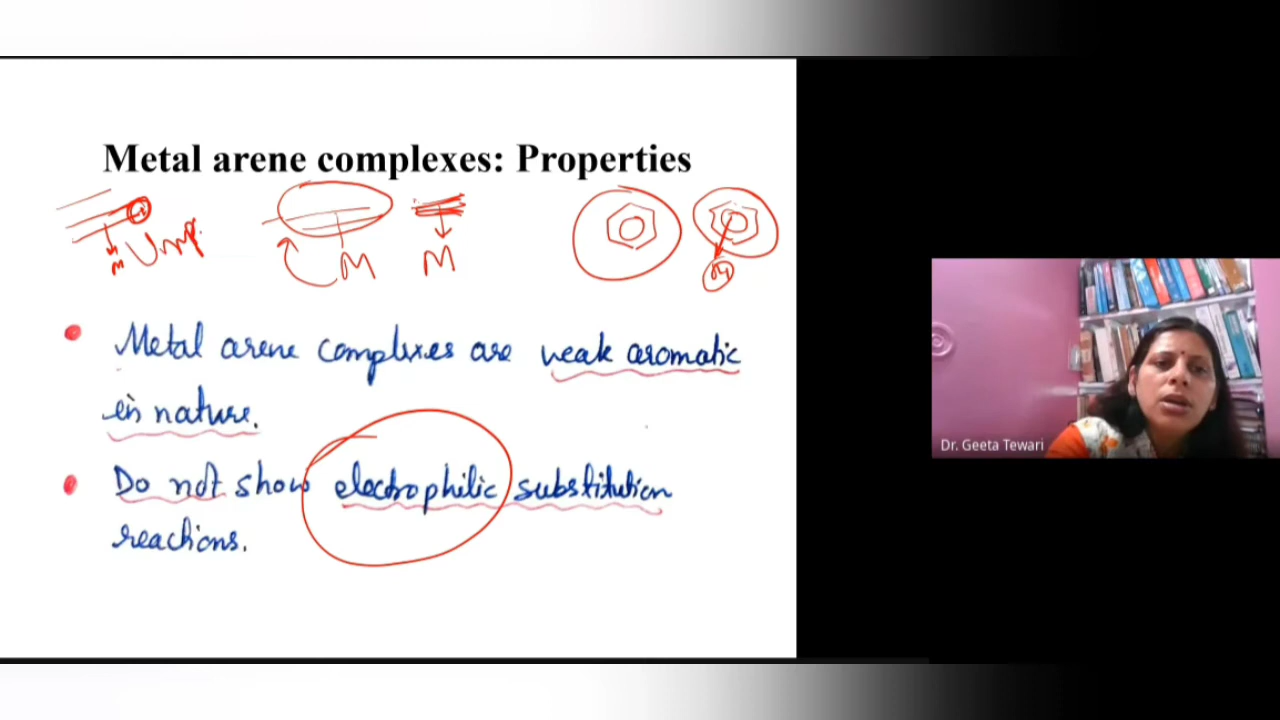 Metal arene complexes: Properties
M
Ump.
M
M
M
Metal arene complexes are weak aromatic
in nature.
Do not show electrophilic substitution
reactions.
Dr. Geeta Tewari